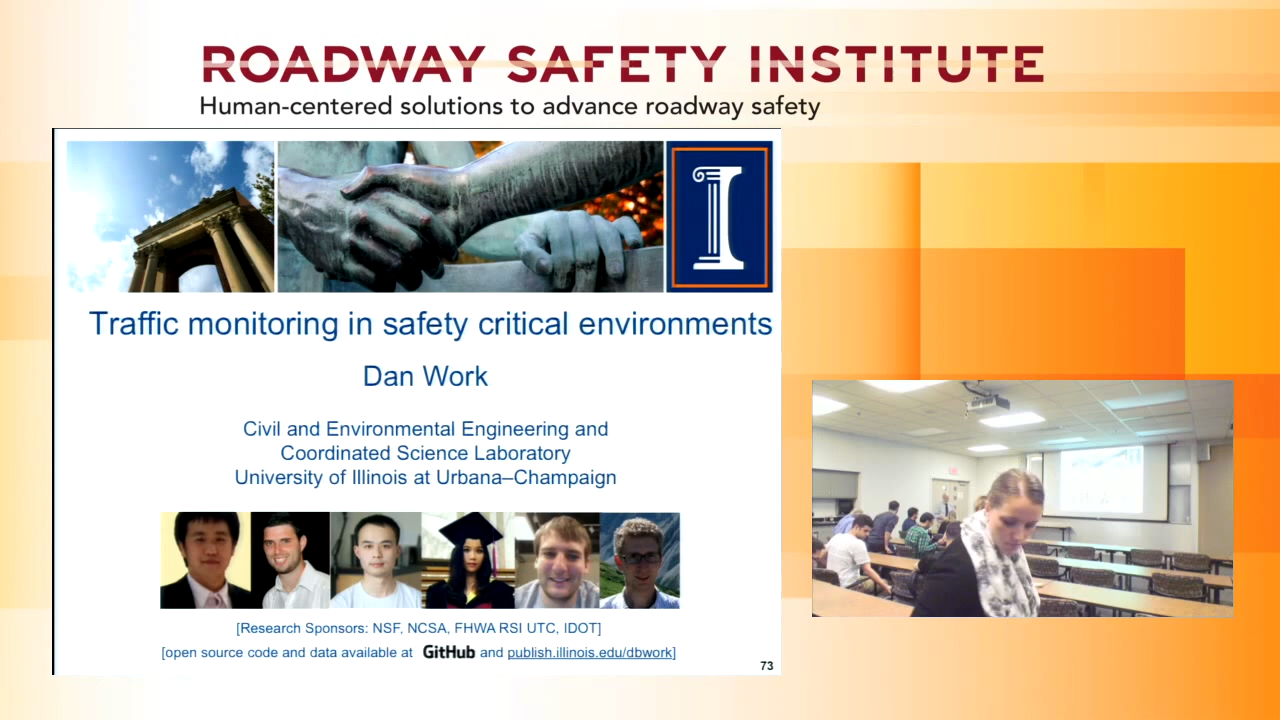 ROADWAY SAFETY INSTITUTE
Human-centered solutions to advance roadway safety
I
Traffic monitoring in safety critical environments
Dan Work
Civil and Environmental Engineering and
Coordinated Science Laboratory
University of Illinois at Urbana–Champaign
[Research Sponsors: NSF, NCSA, FHWA RSI UTC, IDOT]
[open source code and data available at GitHub and publish.illinois.edu/dbwork]
73